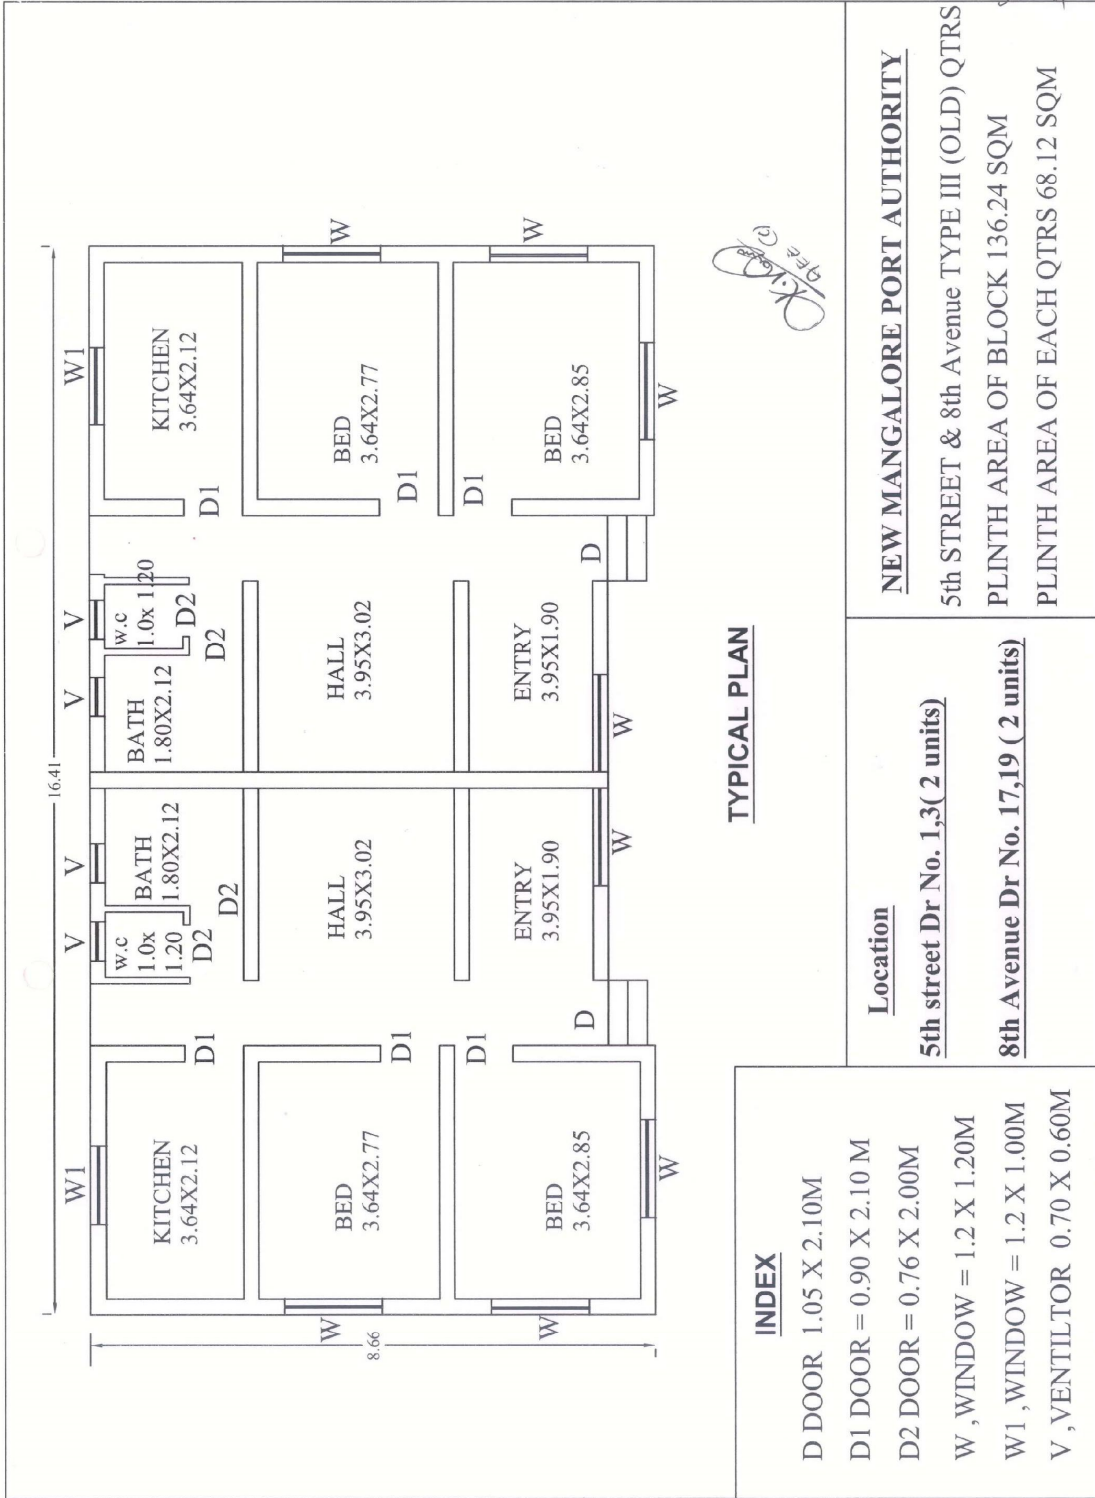 16.41
W1
V
V
V
V
W1
KITCHEN
3.64X2.12
w.c
1.0x
1.20
BATH
1.80X2.12
BATH
1.80X2.12
w.c
1.0x 1.20
KITCHEN
3.64X2.12
D1
D2
D2
D2
D2
D1
8.66
W
BED
3.64X2.77
D1
HALL
3.95X3.02
HALL
3.95X3.02
D1
BED
3.64X2.77
W
W
BED
3.64X2.85
D1
D
ENTRY
3.95X1.90
ENTRY
3.95X1.90
D
D1
BED
3.64X2.85
W
W
W
W
W
TYPICAL PLAN
INDEX
D DOOR 1.05 X 2.10M
D1 DOOR = 0.90 X 2.10 M
D2 DOOR = 0.76 X 2.00M
W ,WINDOW = 1.2 X 1.20M
W1 ,WINDOW = 1.2 X 1.00M
V ,VENTILTOR 0.70 X 0.60M
Location
5th street Dr No. 1,3( 2 units)
8th Avenue Dr No. 17,19 ( 2 units)
NEW MANGALORE PORT AUTHORITY
5th STREET & 8th Avenue TYPE III (OLD) QTRS
PLINTH AREA OF BLOCK 136.24 SQM
PLINTH AREA OF EACH QTRS 68.12 SQM